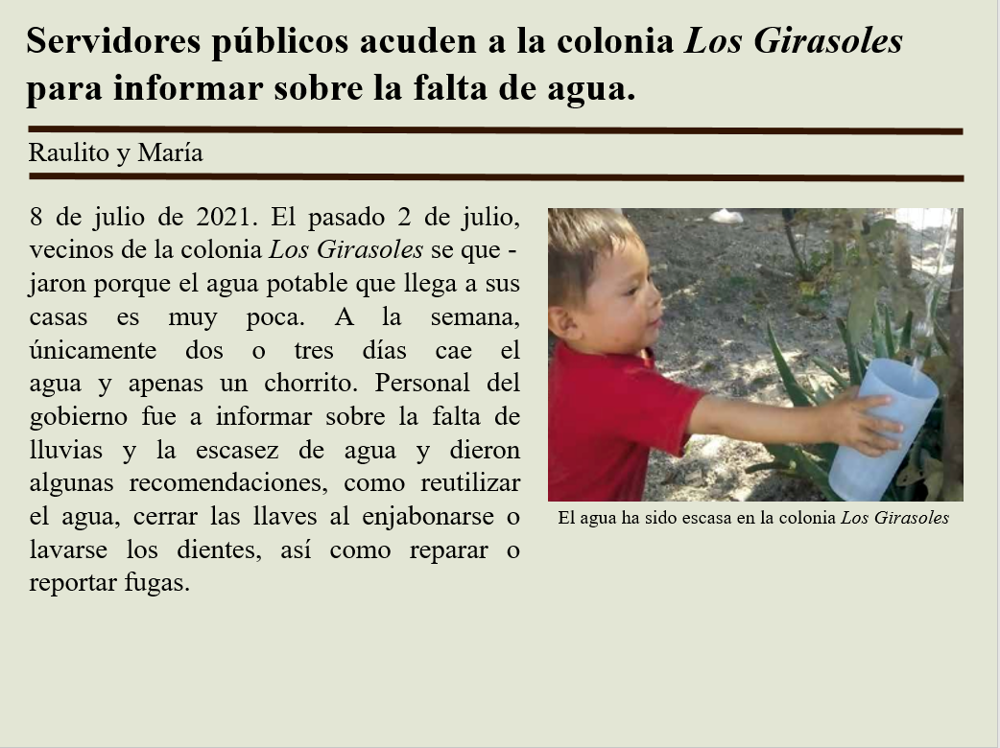 Servidores públicos acuden a la colonia Los Girasoles
para informar sobre la falta de agua.
Raulito y María
8 de julio de 2021. El pasado 2 de julio,
vecinos de la colonia Los Girasoles se que -
jaron porque el agua potable que llega a sus
casas es muy poca. A la semana,
únicamente dos o tres días cae el
agua y apenas un chorrito. Personal del
gobierno fue a informar sobre la falta de
lluvias y la escasez de agua y dieron
algunas recomendaciones, como reutilizar
el agua, cerrar las llaves al enjabonarse o
lavarse los dientes, así como reparar o
reportar fugas.
El agua ha sido escasa en la colonia Los Girasoles